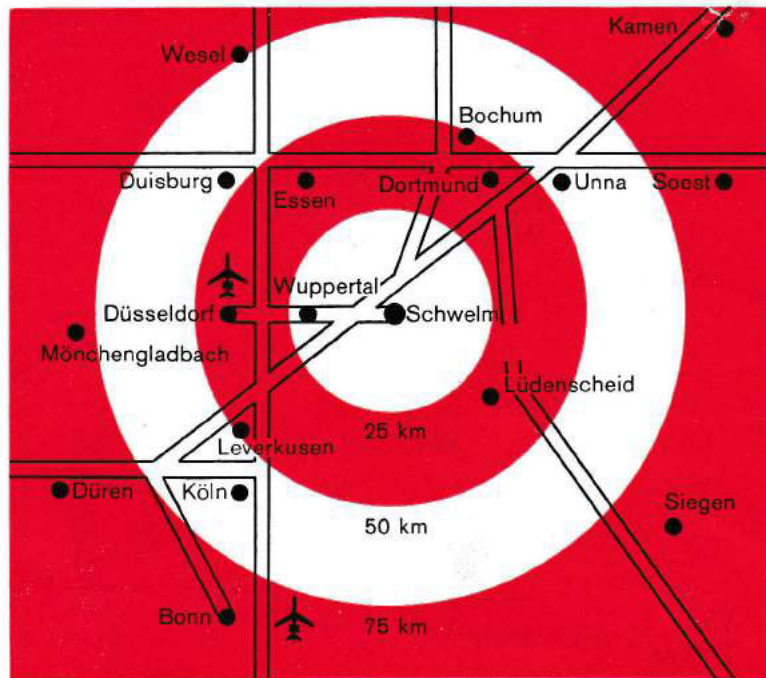 Kamen
Wesel
Bochum
Duisburg
Essen
Dortmund
Unna
Soest
Wuppertal
Düsseldorf
Schwelm
Mönchengladbach
Lüdenscheid
25 km
Leverkusen
Düren
Köln
Siegen
50 km
Bonn
75 km